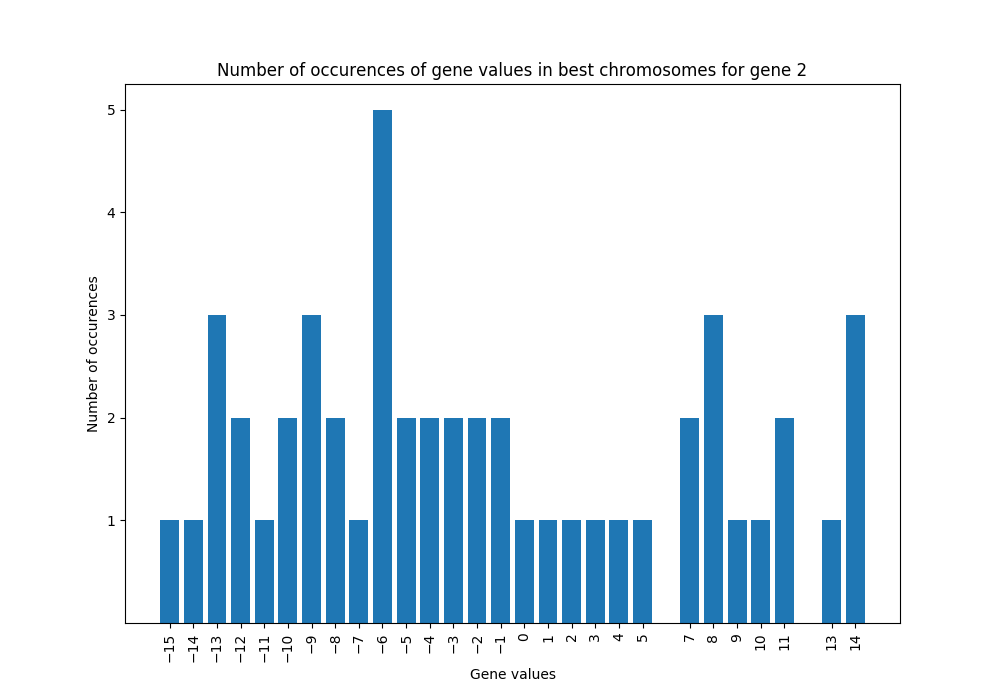 Number of occurences of gene values in best chromosomes for gene 2
5
4
3
2
1
Number of occurences
−15 −14 −13 −12 −11 −10 −9 −8 −7 −6 −5 −4 −3 −2 −1 0 1 2 3 4 5 7 8 9 10 11 13 14
Gene values